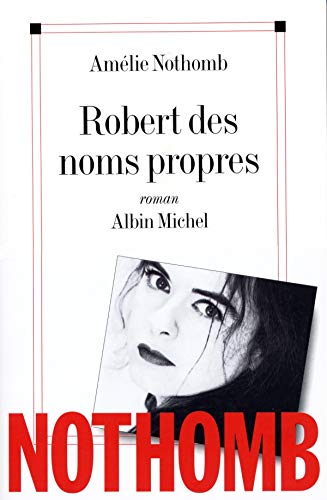 Amélie Nothomb
Robert des
noms propres
roman
Albin Michel
NOTHOMB